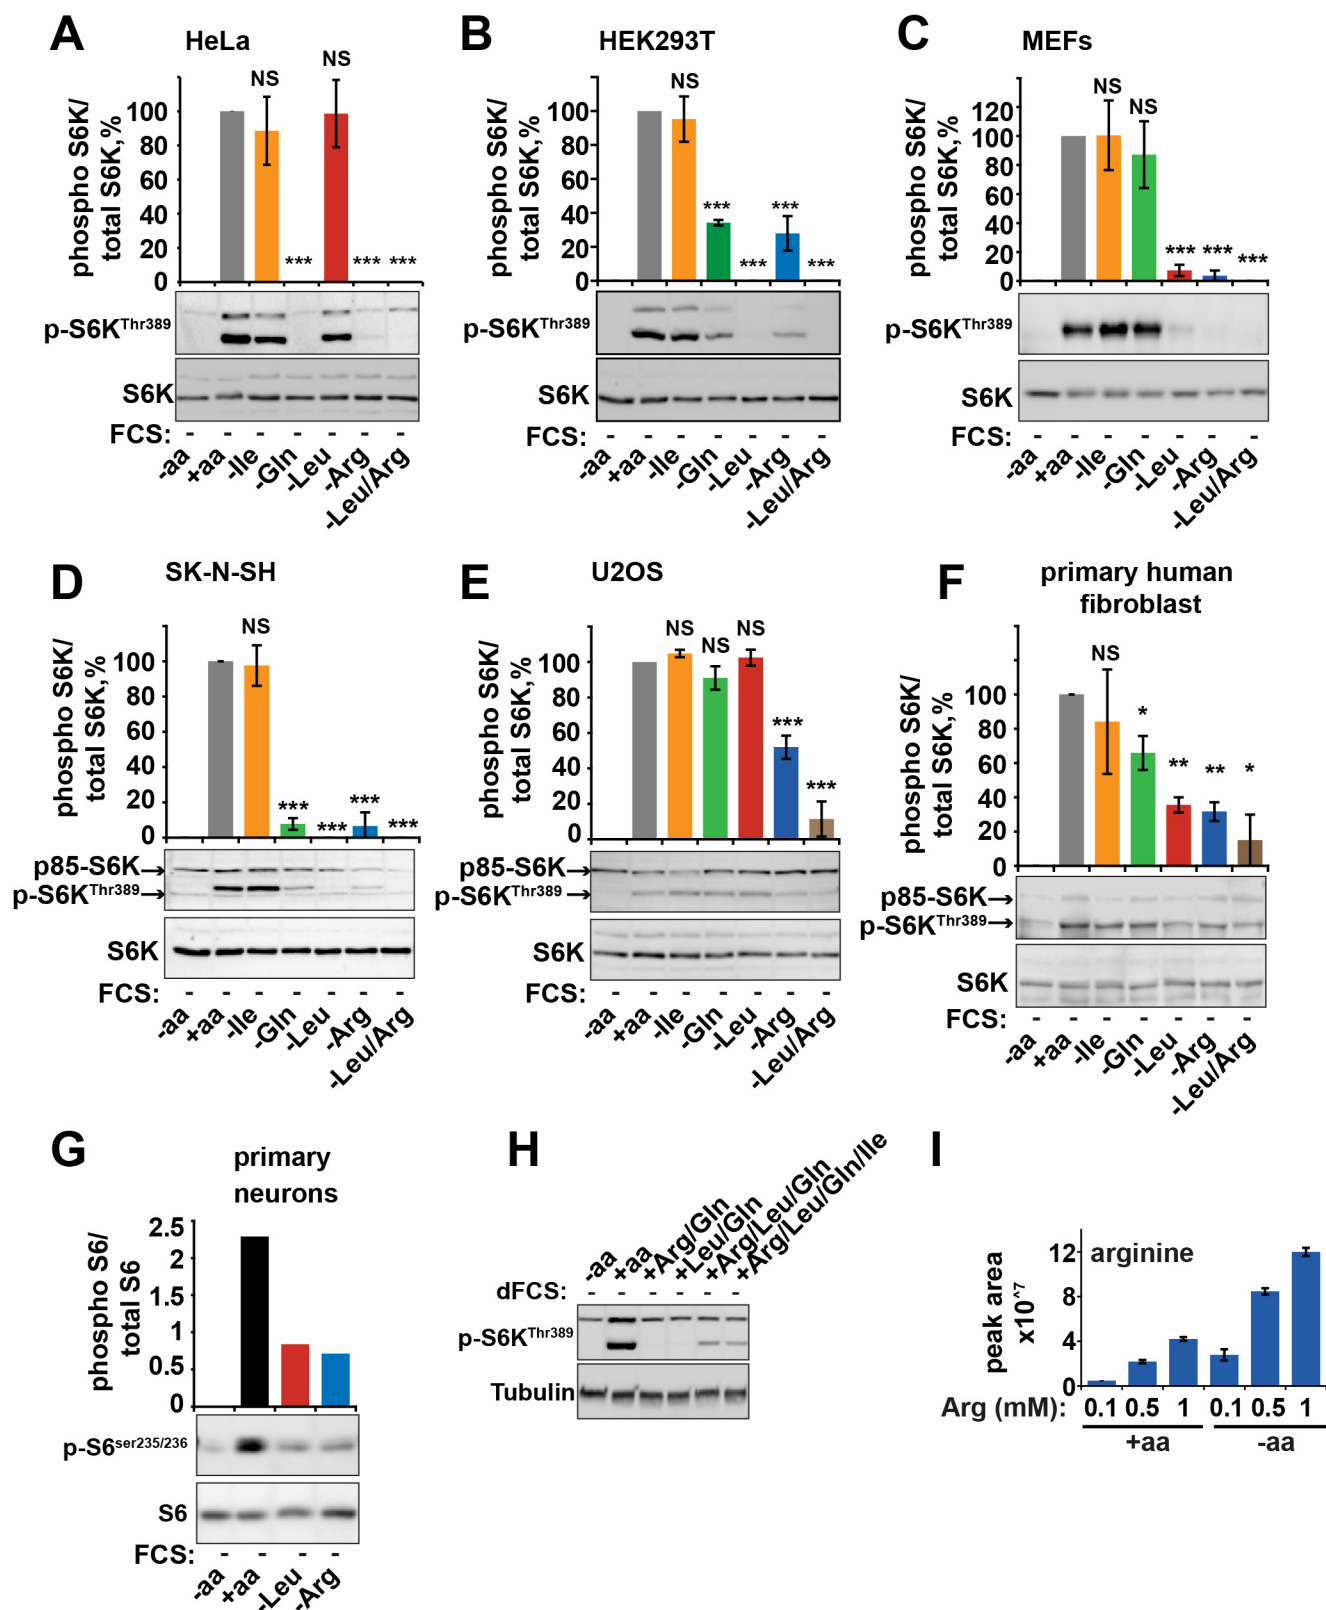 A
HeLa
phospho S6K/
total S6K,%
100
80
60
40
20
0
NS
***
NS
***
***
p-S6KThr389
S6K
FCS:
- - - - - - -
-aa
+aa
-Ile
-Gln
-Leu
-Arg
-Leu/Arg
B
HEK293T
phospho S6K/
total S6K,%
100
80
60
40
20
0
NS
***
***
***
***
p-S6KThr389
S6K
FCS:
- - - - - - -
-aa
+aa
-Ile
-Gln
-Leu
-Arg
-Leu/Arg
C
MEFs
phospho S6K/
total S6K,%
120
100
80
60
40
20
0
NS
NS
***
***
***
p-S6KThr389
S6K
FCS:
- - - - - - -
-aa
+aa
-Ile
-Gln
-Leu
-Arg
-Leu/Arg
D
SK-N-SH
phospho S6K/
total S6K,%
100
80
60
40
20
0
NS
***
***
***
***
p85-S6K
p-S6KThr389
S6K
FCS:
- - - - - - -
-aa
+aa
-Ile
-Gln
-Leu
-Arg
-Leu/Arg
E
U2OS
phospho S6K/
total S6K,%
100
80
60
40
20
0
NS
NS
NS
***
***
p85-S6K
p-S6KThr389
S6K
FCS:
- - - - - - -
-aa
+aa
-Ile
-Gln
-Leu
-Arg
-Leu/Arg
F
primary human
fibroblast
phospho S6K/
total S6K,%
100
80
60
40
20
0
NS
*
**
**
*
p85-S6K
p-S6KThr389
S6K
FCS:
- - - - - - -
-aa
+aa
-Ile
-Gln
-Leu
-Arg
-Leu/Arg
G
primary
neurons
phospho S6/
total S6
2.5
2
1.5
1
0.5
0
p-S6ser235/236
S6
FCS:
- - - -
-aa
+aa
-Leu
-Arg
H
-aa
+aa
+Arg/Gln
+Leu/Gln
+Arg/Leu/Gln
+Arg/Leu/Gln/Ile
dFCS:
- - - - - -
p-S6KThr389
Tubulin
I
arginine
peak area
x10^7
12
8
4
0
Arg (mM): 0.1 0.5 1 0.1 0.5 1
+aa -aa